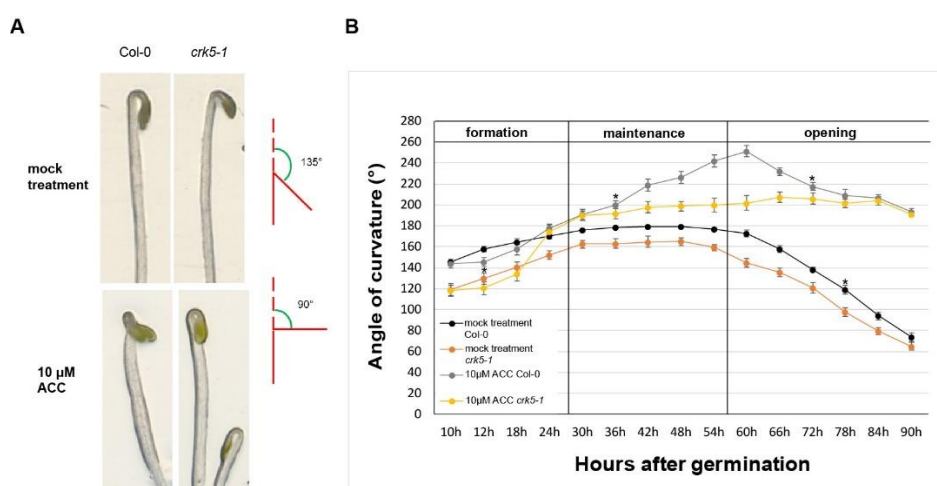 A
Col-0 crk5-1
mock
treatment
135°
10 µM
ACC
90°
B
formation maintenance opening
Angle of curvature (°)
280
260
240
220
200
180
160
140
120
100
80
60
40
20
0
*
*
*
*
mock treatment
Col-0
mock treatment
crk5-1
10µM ACC Col-0
10µM ACC crk5-1
10h 12h 18h 24h 30h 36h 42h 48h 54h 60h 66h 72h 78h 84h 90h
Hours after germination